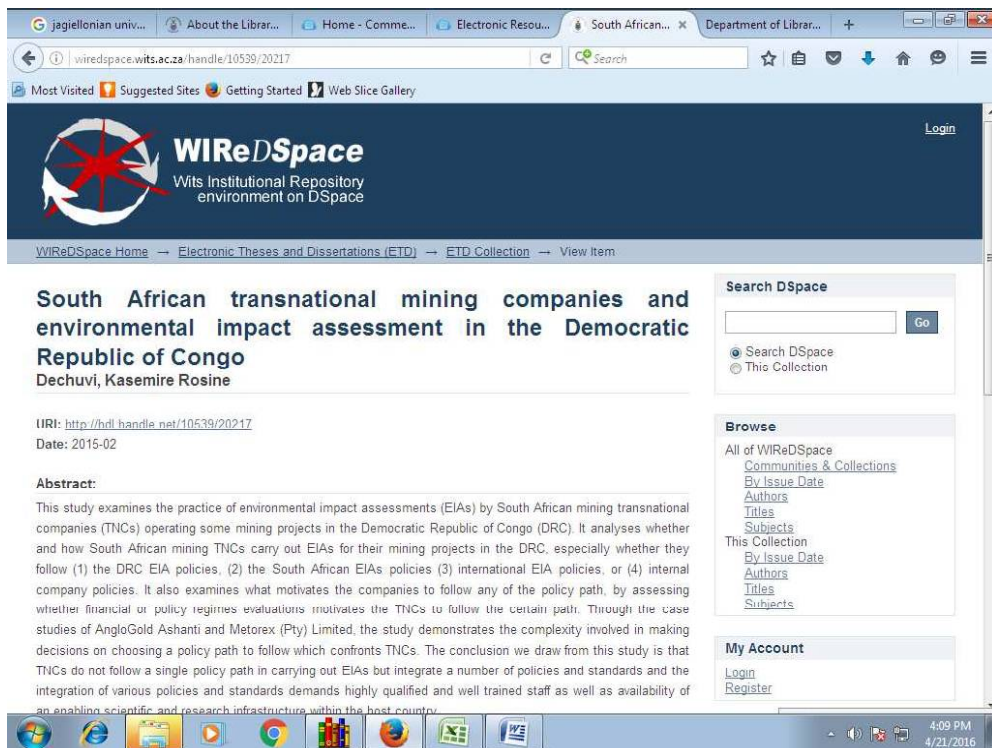 jagiellonian univ...
About the Librar...
Home - Comme...
Electronic Resou...
South African...
Department of Librar...
wiredspace.wits.ac.za/handle/10539/20217
Search
Most Visited Suggested Sites Getting Started Web Slice Gallery
Login
WIReDSpace
Wits Institutional Repository
environment on DSpace
WIReDSpace Home → Electronic Theses and Dissertations (ETD) → ETD Collection → View Item
South African transnational mining companies and
environmental impact assessment in the Democratic
Republic of Congo
Dechuvi, Kasemire Rosine
URI: http://hdl.handle.net/10539/20217
Date: 2015-02
Abstract:
This study examines the practice of environmental impact assessments (EIAs) by South African mining transnational
companies (TNCs) operating some mining projects in the Democratic Republic of Congo (DRC). It analyses whether
and how South African mining TNCs carry out EIAs for their mining projects in the DRC, especially whether they
follow (1) the DRC EIA policies, (2) the South African EIAs policies (3) international EIA policies, or (4) internal
company policies. It also examines what motivates the companies to follow any of the policy path, by assessing
whether financial or policy regimes evaluations motivates the TNCs to follow the certain path. Through the case
studies of AngloGold Ashanti and Metorex (Pty) Limited, the study demonstrates the complexity involved in making
decisions on choosing a policy path to follow which confronts TNCs. The conclusion we draw from this study is that
TNCs do not follow a single policy path in carrying out EIAs but integrate a number of policies and standards and the
integration of various policies and standards demands highly qualified and well trained staff as well as availability of
an enabling scientific and research infrastructure within the host country
Search DSpace
Go
Search DSpace
This Collection
Browse
All of WIReDSpace
Communities & Collections
By Issue Date
Authors
Titles
Subjects
This Collection
By Issue Date
Authors
Titles
Subjects
My Account
Login
Register
4:09 PM
4/21/2016